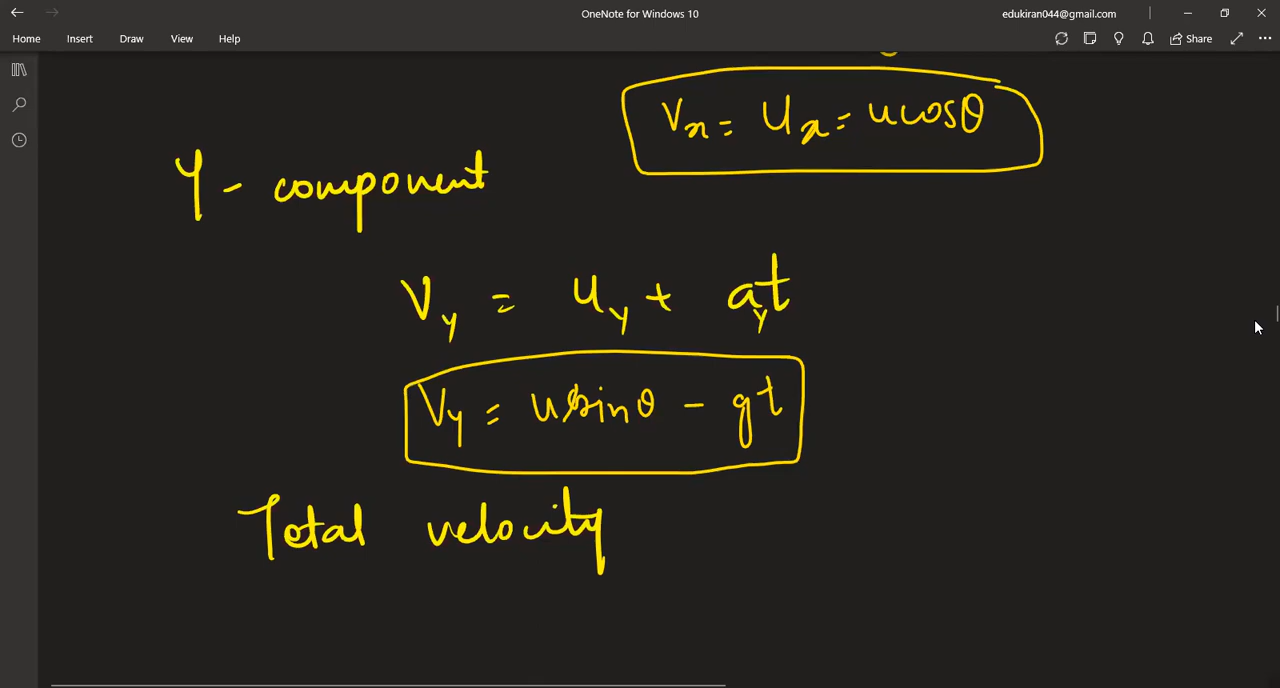 OneNote for Windows 10
edukiran044@gmail.com
Home Insert Draw View Help
Share
Vx = Ux = ucosθ
Y - component
Vy = Uy + ayt
Vy = usinθ - gt
Total velocity